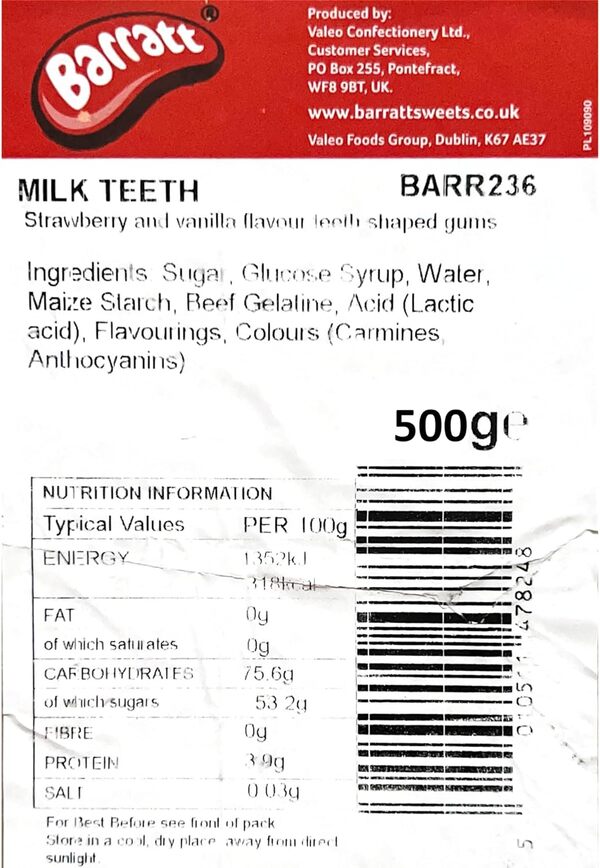 Barratt®
Produced by:
Valeo Confectionery Ltd.,
Customer Services,
PO Box 255, Pontefract,
WF8 9BT, UK.
www.barrattsweets.co.uk
Valeo Foods Group, Dublin, K67 AE37
PL109090
MILK TEETH BARR236
Strawberry and vanilla flavour teeth shaped gums
Ingredients Sugar, Glucose Syrup, Water,
Maize Starch, Beef Gelatine, Acid (Lactic
acid), Flavourings, Colours (Carmines,
Anthocyanins)
500g℮
NUTRITION INFORMATION
Typical Values PER 100g
ENERGY 1352kJ
318kcal
FAT 0g
of which saturates 0g
CARBOHYDRATES 75.6g
of which sugars 53.2g
FIBRE 0g
PROTEIN 3.9g
SALT 0.03g
For Best Before see front of pack
Store in a cool, dry place away from direct
sunlight.
5
478248